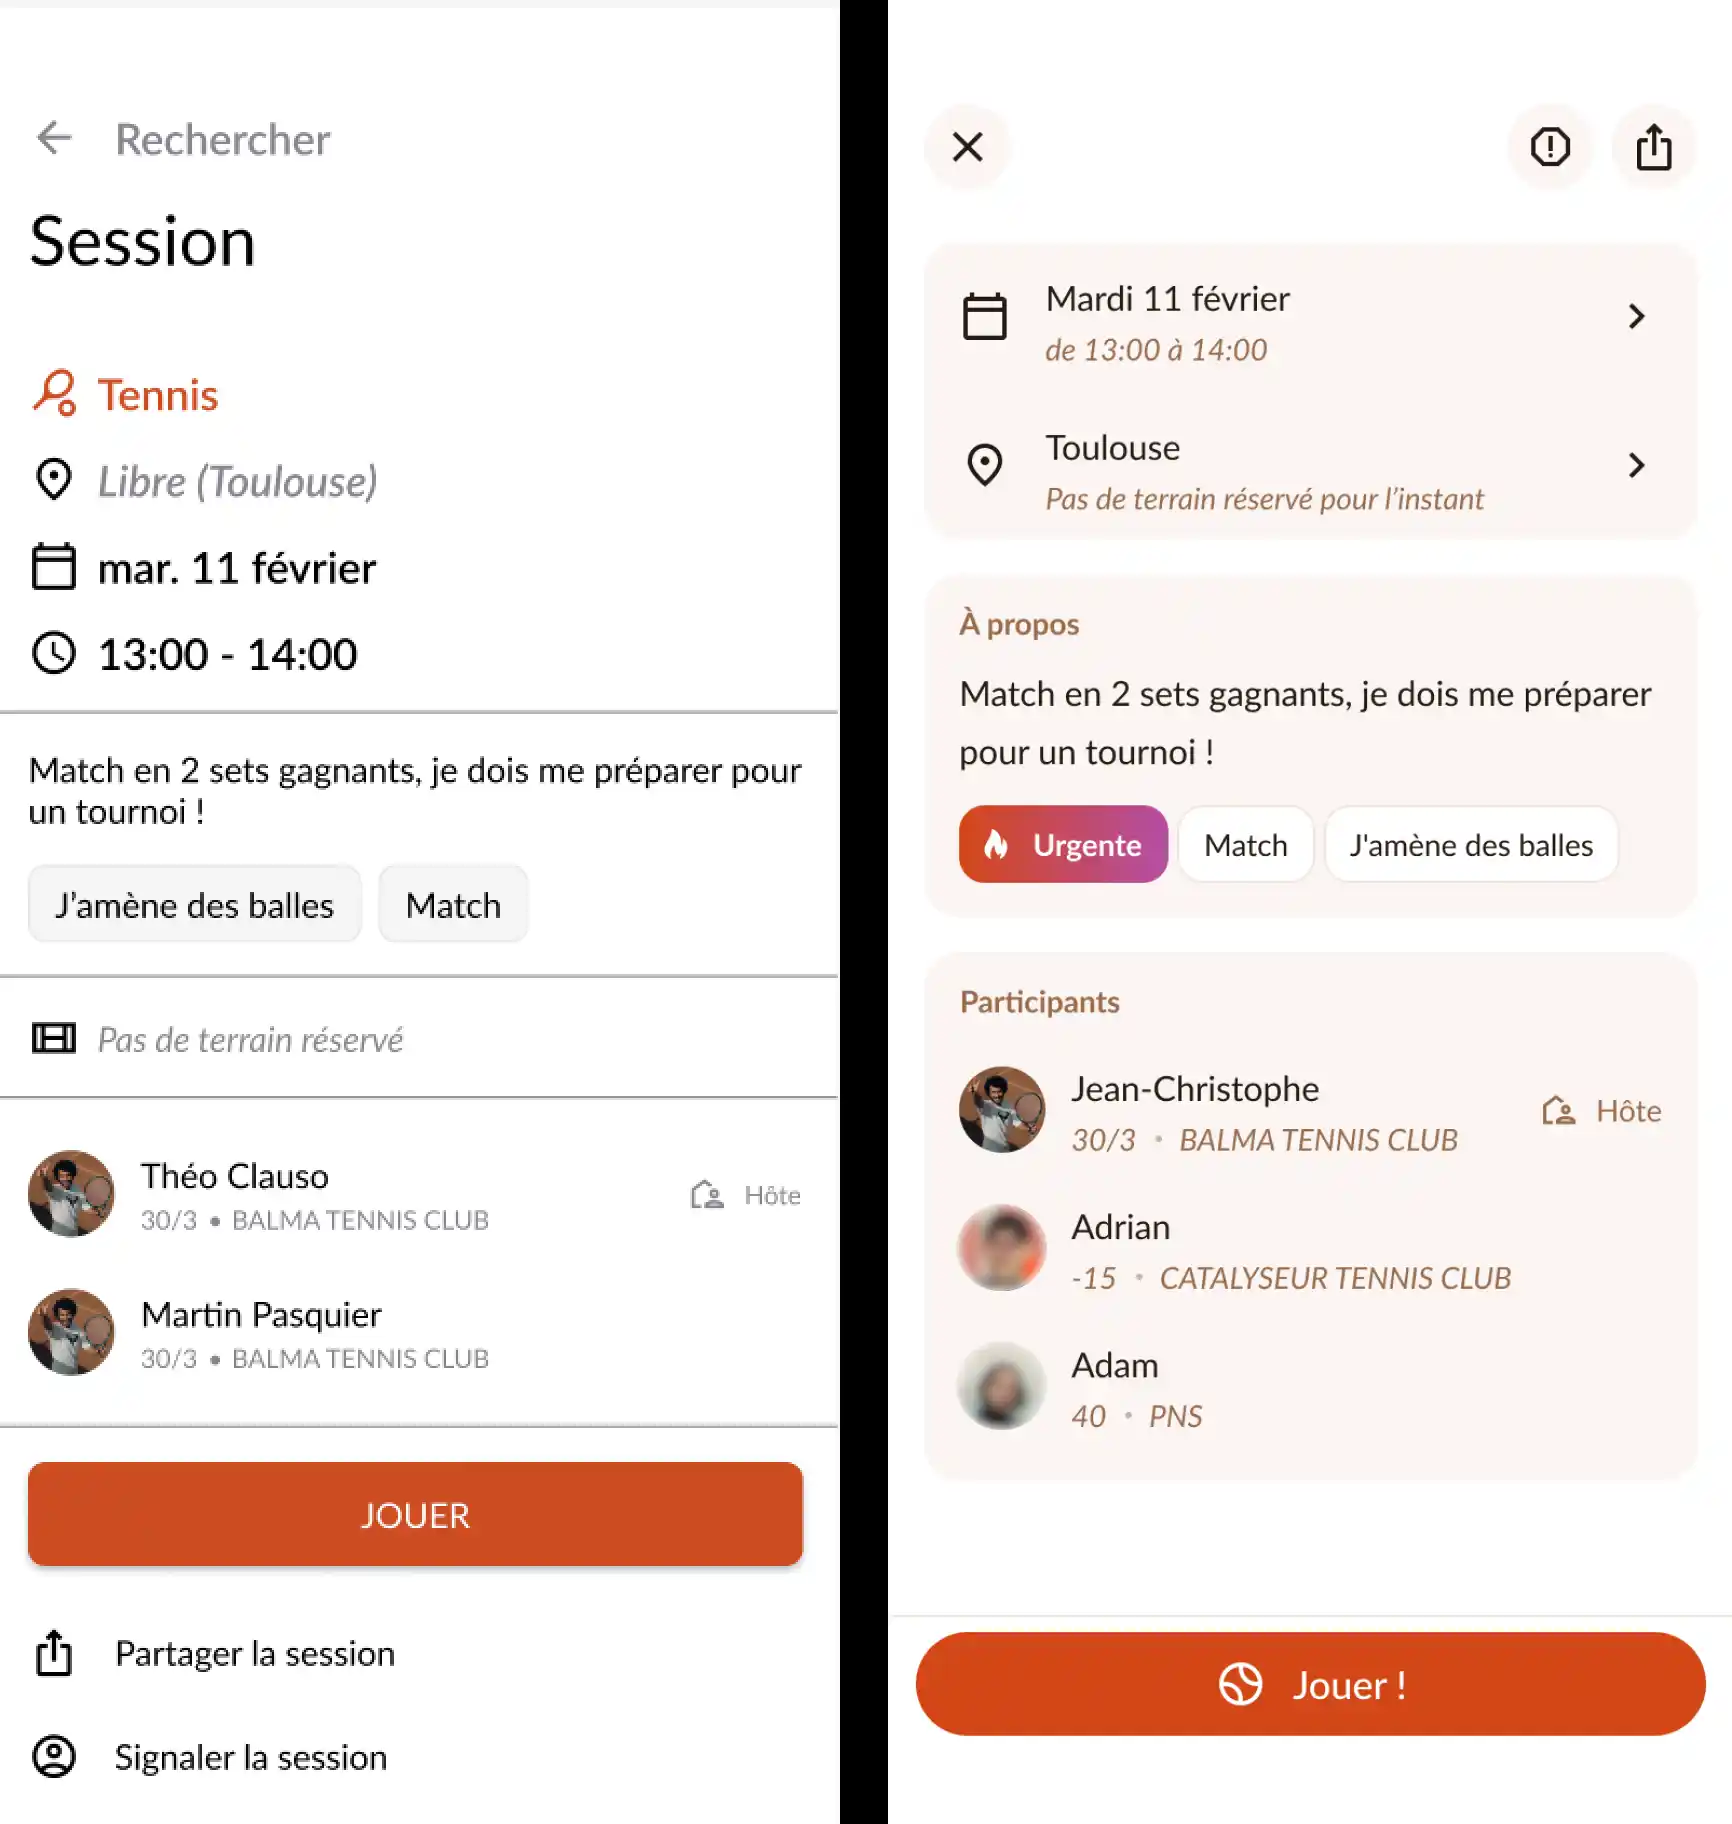 Rechercher
Session
Tennis
Libre (Toulouse)
mar. 11 février
13:00 - 14:00
Match en 2 sets gagnants, je dois me préparer pour
un tournoi !
J’amène des balles
Match
Pas de terrain réservé
Théo Clauso
30/3 • BALMA TENNIS CLUB
Hôte
Martin Pasquier
30/3 • BALMA TENNIS CLUB
JOUER
Partager la session
Signaler la session
Mardi 11 février
de 13:00 à 14:00
Toulouse
Pas de terrain réservé pour l’instant
À propos
Match en 2 sets gagnants, je dois me préparer
pour un tournoi !
Urgente
Match
J'amène des balles
Participants
Jean-Christophe
30/3 • BALMA TENNIS CLUB
Hôte
Adrian
-15 • CATALYSEUR TENNIS CLUB
Adam
40 • PNS
Jouer !